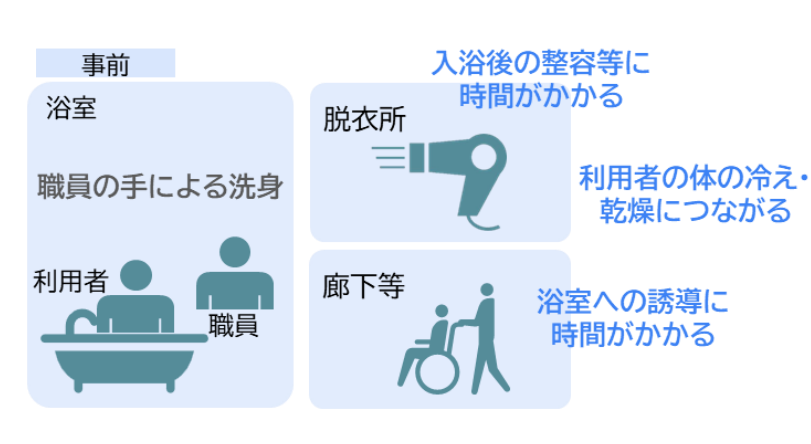 事前
浴室
職員の手による洗身
利用者
職員
脱衣所
入浴後の整容等に
時間がかかる
利用者の体の冷え・
乾燥につながる
廊下等
浴室への誘導に
時間がかかる